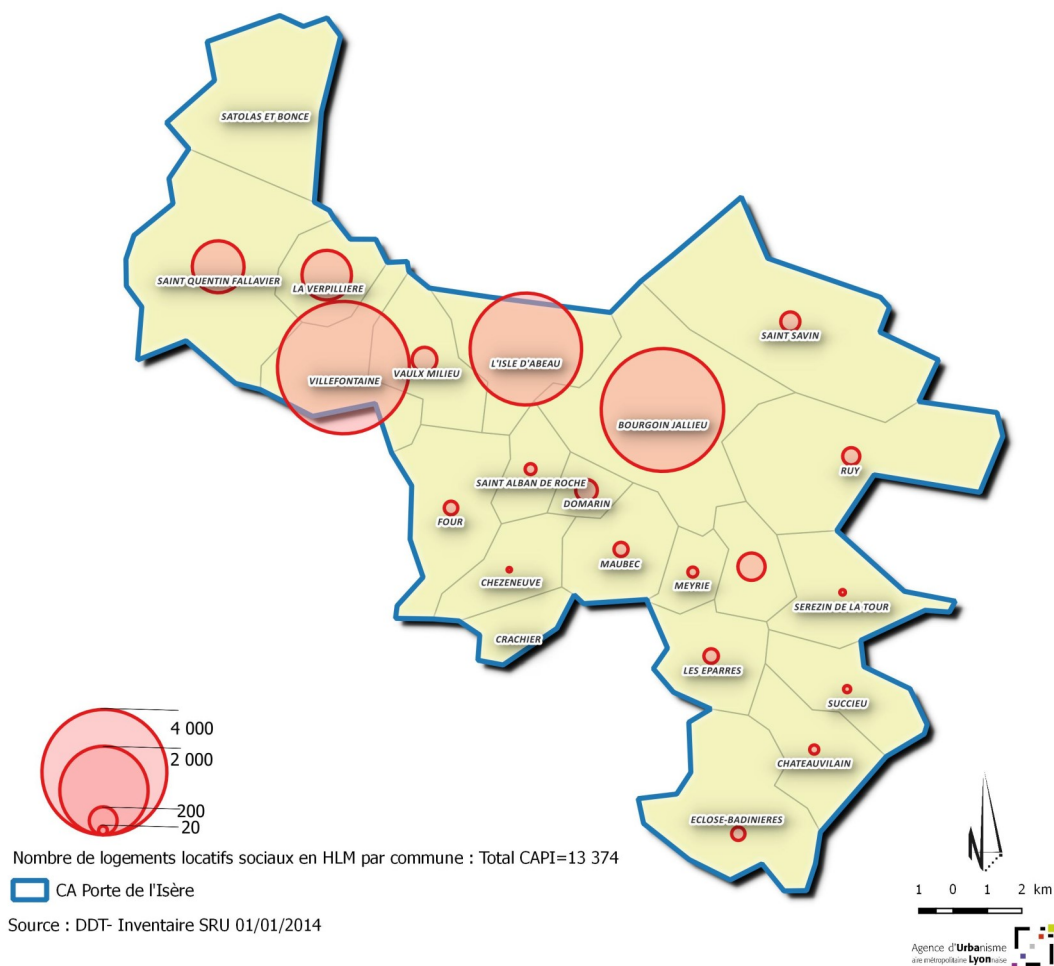 SATOLAS ET BONCE
SAINT QUENTIN FALLAVIER
LA VERPILLIERE
SAINT SAVIN
L'ISLE D'ABEAU
VAULX MILIEU
VILLEFONTAINE
BOURGOIN JALLIEU
RUY
SAINT ALBAN DE ROCHE
DOMARIN
FOUR
MAUBEC
CHEZENEUVE
MEYRIE
SEREZIN DE LA TOUR
CRACHIER
LES EPARRES
SUCCIEU
CHATEAUVILAIN
ECLOSE-BADINIERES
4 000
2 000
200
20
Nombre de logements locatifs sociaux en HLM par commune : Total CAPI=13 374
CA Porte de l'Isère
Source : DDT- Inventaire SRU 01/01/2014
N
1 0 1 2 km
Agence d'Urbanisme
aire métropolitaine Lyonnaise